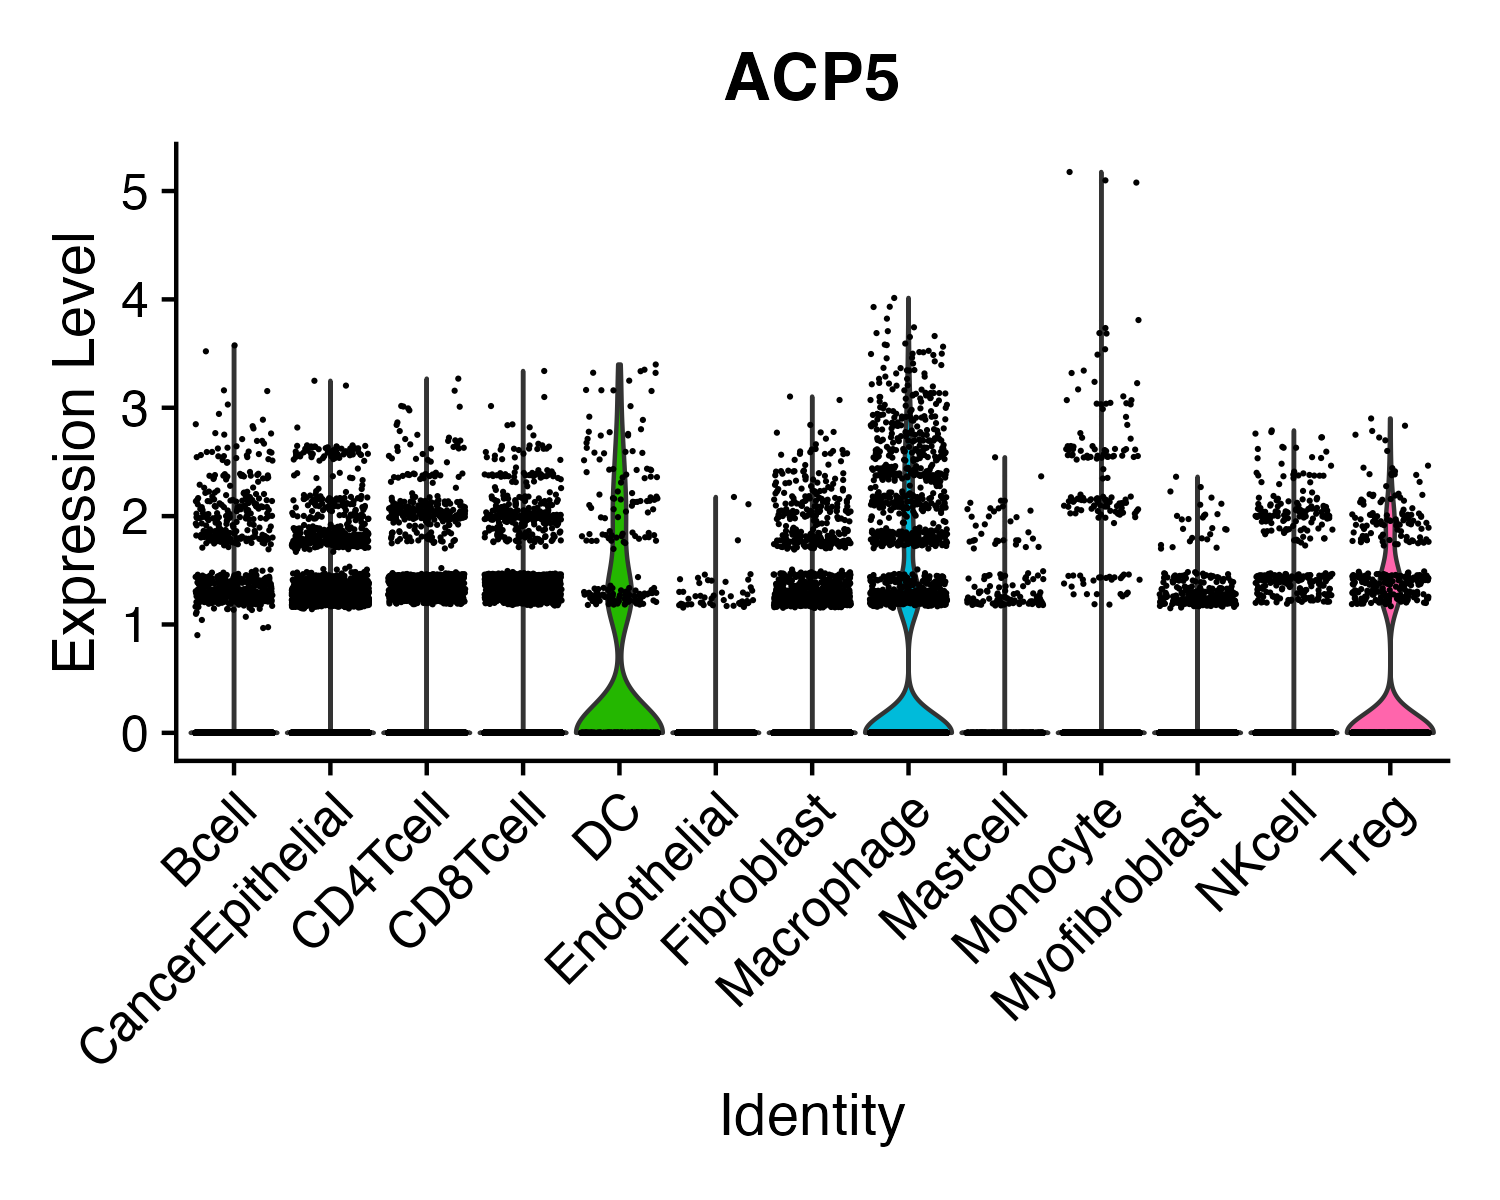 ACP5
Expression Level
5
4
3
2
1
0
Bcell
CancerEpithelial
CD4Tcell
CD8Tcell
DC
Endothelial
Fibroblast
Macrophage
Mastcell
Monocyte
Myofibroblast
NKcell
Treg
Identity